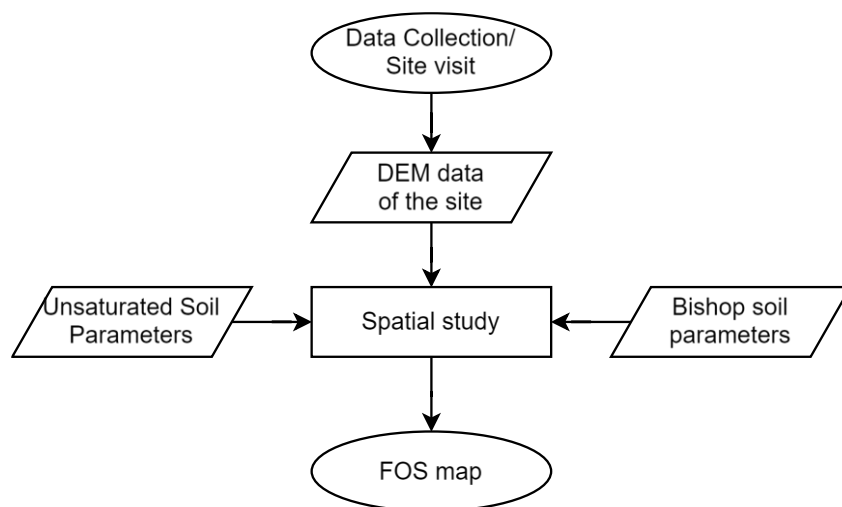 Data Collection/
Site visit
DEM data
of the site
Unsaturated Soil
Parameters
Spatial study
Bishop soil
parameters
FOS map